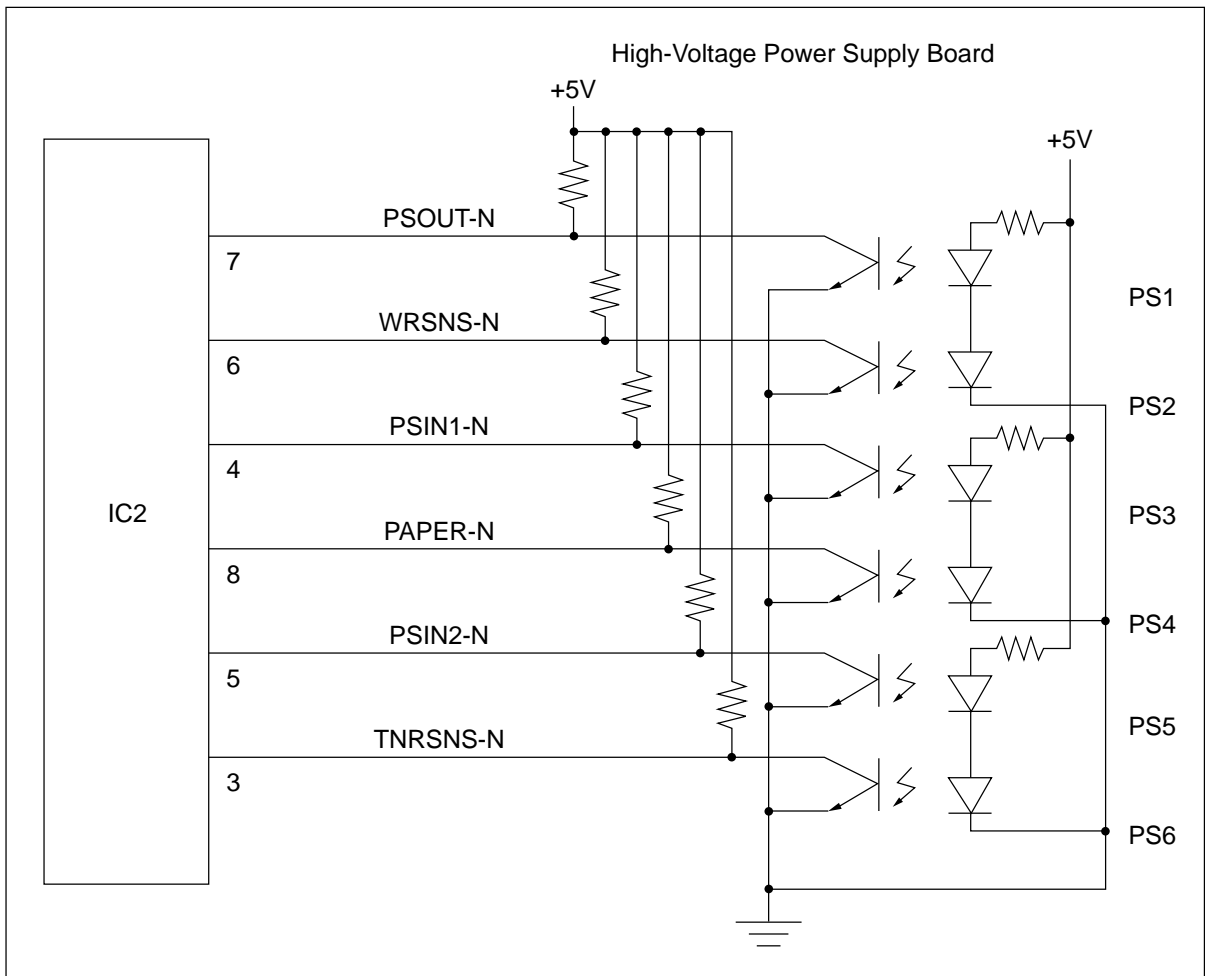 High-Voltage Power Supply Board
+5V
+5V
PSOUT-N
7
PS1
WRSNS-N
6
PS2
PSIN1-N
4
IC2
PS3
PAPER-N
8
PS4
PSIN2-N
5
PS5
TNRSNS-N
3
PS6